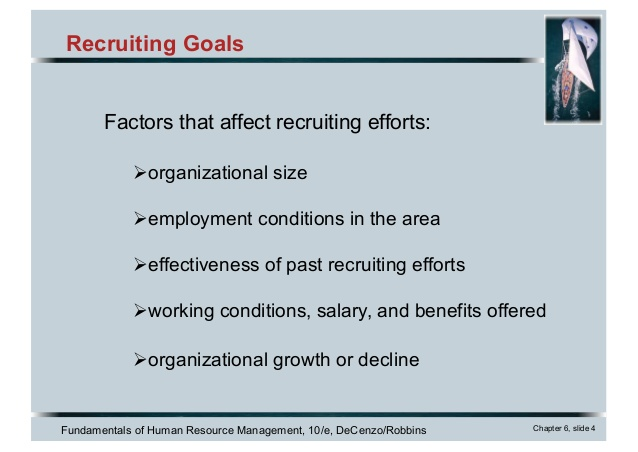 Recruiting Goals
Factors that affect recruiting efforts:
➢organizational size
➢employment conditions in the area
➢effectiveness of past recruiting efforts
➢working conditions, salary, and benefits offered
➢organizational growth or decline
Fundamentals of Human Resource Management, 10/e, DeCenzo/Robbins
Chapter 6, slide 4